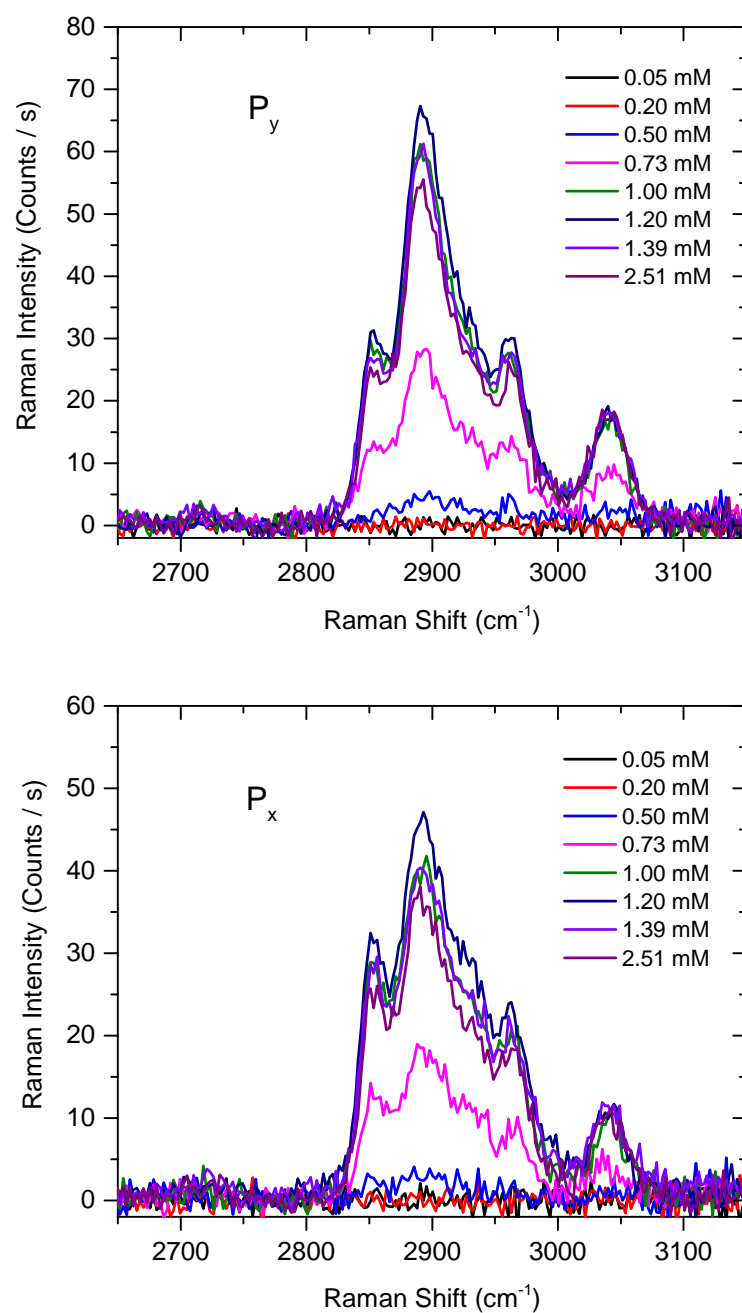 80
70
60
50
40
30
20
10
0
Raman Intensity (Counts / s)
P_y
0.05 mM
0.20 mM
0.50 mM
0.73 mM
1.00 mM
1.20 mM
1.39 mM
2.51 mM
2700 2800 2900 3000 3100
Raman Shift (cm⁻¹)
60
50
40
30
20
10
0
Raman Intensity (Counts / s)
P_x
0.05 mM
0.20 mM
0.50 mM
0.73 mM
1.00 mM
1.20 mM
1.39 mM
2.51 mM
2700 2800 2900 3000 3100
Raman Shift (cm⁻¹)